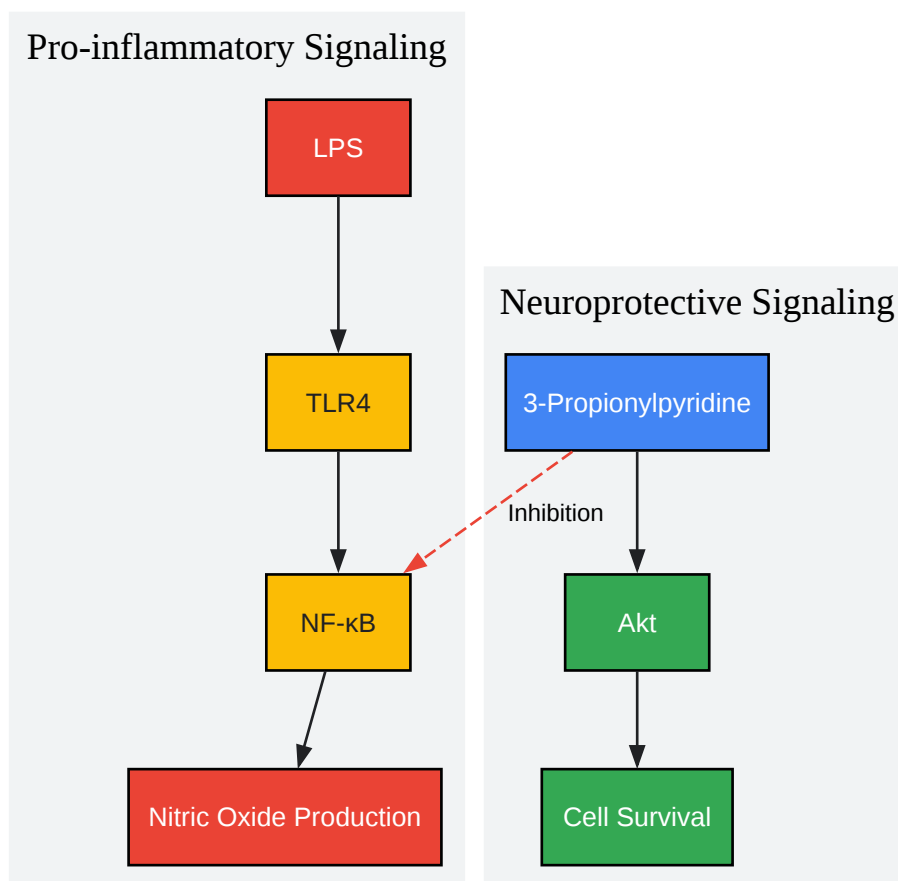 Pro-inflammatory Signaling
LPS
TLR4
NF-κB
Nitric Oxide Production
Neuroprotective Signaling
3-Propionylpyridine
Inhibition
Akt
Cell Survival